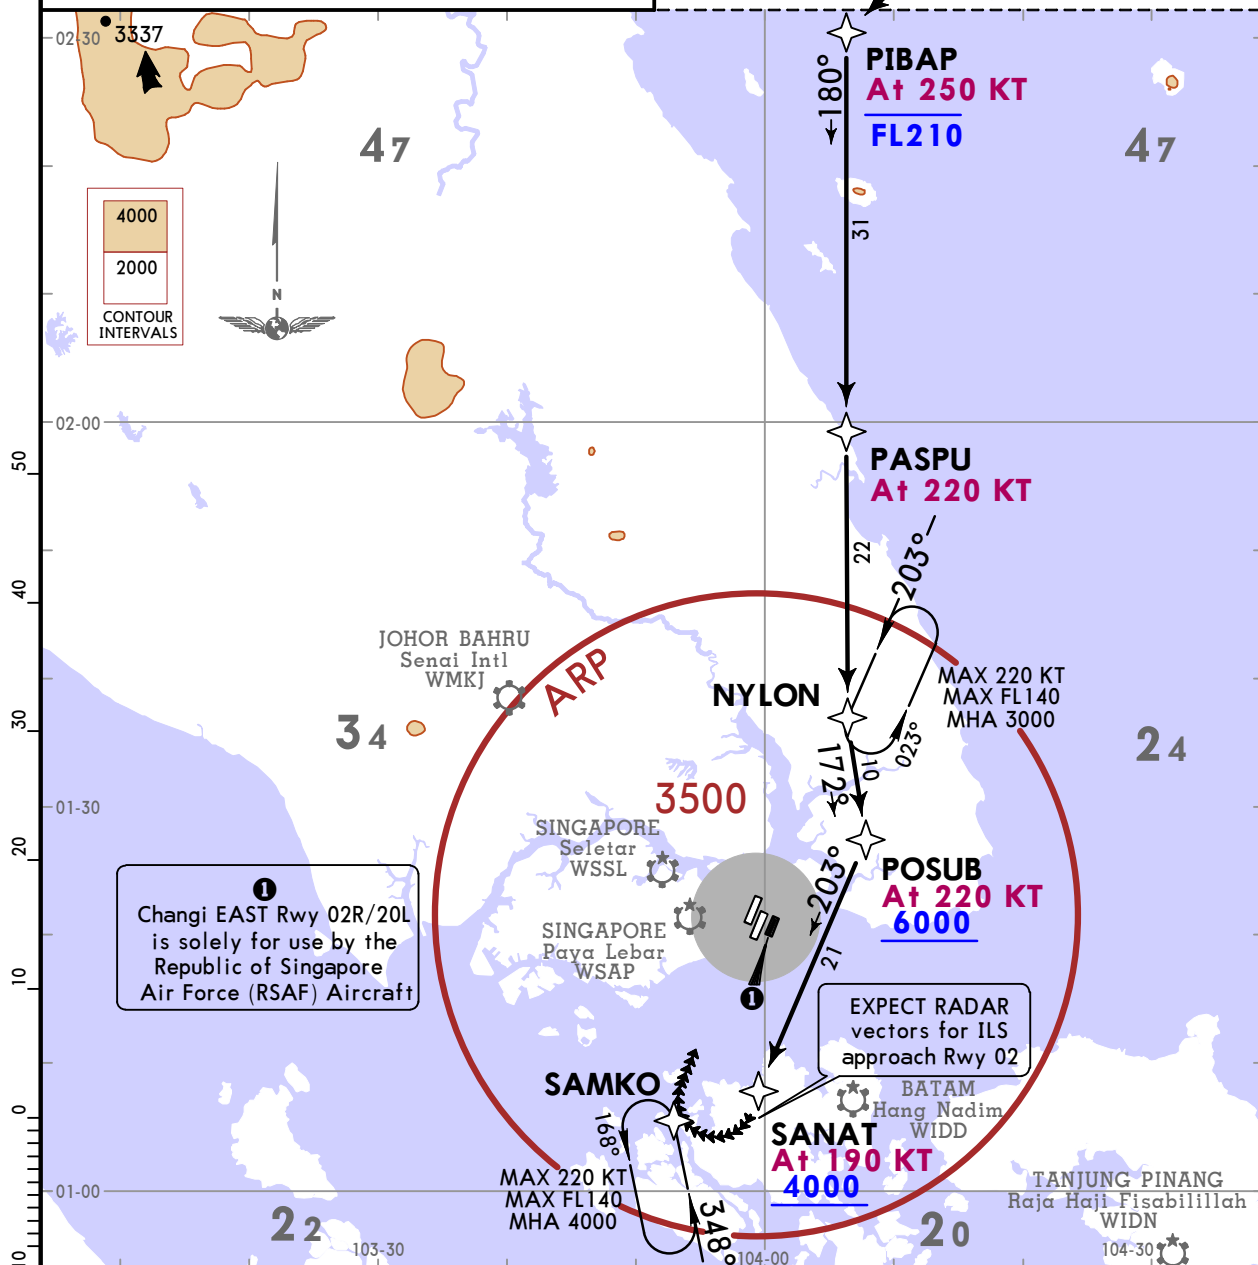 02-30
3337
PIBAP
At 250 KT
FL210
180°
47
47
31
4000
2000
CONTOUR
INTERVALS
N
02-00
PASPU
At 220 KT
50
22
203°
40
JOHOR BAHRU
Senai Intl
WMKJ
ARP
NYLON
MAX 220 KT
MAX FL140
MHA 3000
023°
34
30
24
172°
10
3500
01-30
SINGAPORE
Seletar
WSSL
20
POSUB
At 220 KT
6000
203°
21
1
Changi EAST Rwy 02R/20L
is solely for use by the
Republic of Singapore
Air Force (RSAF) Aircraft
SINGAPORE
Paya Lebar
WSAP
10
1
EXPECT RADAR
vectors for ILS
approach Rwy 02
SAMKO
BATAM
Hang Nadim
WIDD
0
168°
SANAT
At 190 KT
4000
MAX 220 KT
MAX FL140
MHA 4000
348°
TANJUNG PINANG
Raja Haji Fisabilillah
WIDN
01-00
22
20
103-30
104-00
104-30
10